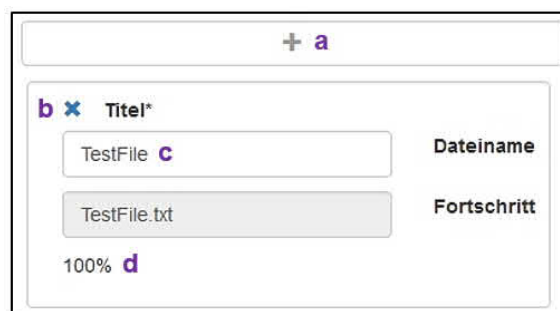 + a
b × Titel*
TestFile c
Dateiname
TestFile.txt
Fortschritt
100% d